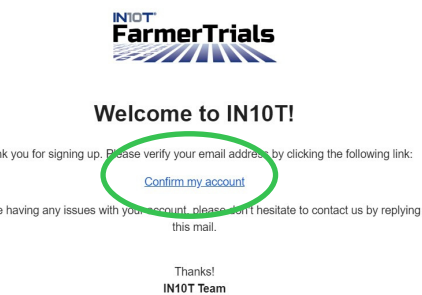 IN10T
FarmerTrials
Welcome to IN10T!
you for signing up. Please verify your email address by clicking the following link:
Confirm my account
having any issues with your account, please don't hesitate to contact us by replying
this mail.
Thanks!
IN10T Team